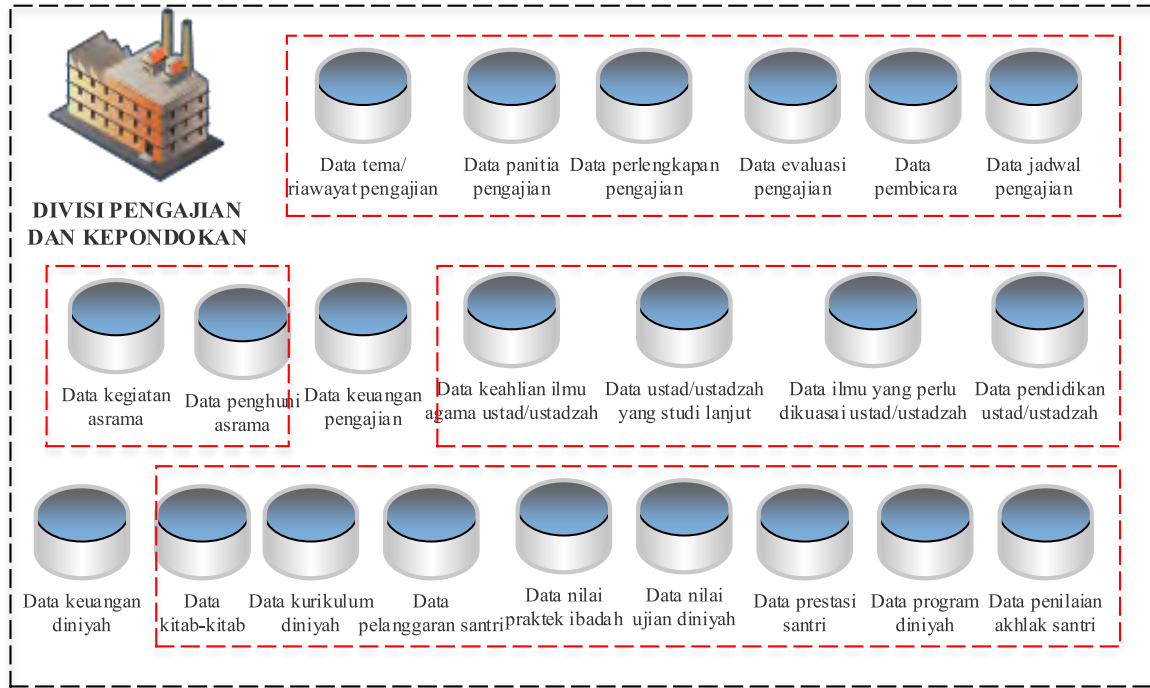 Data tema/
riawayat pengajian
Data panitia
pengajian
Data perlengkapan
pengajian
Data evaluasi
pengajian
Data
pembicara
Data jadwal
pengajian
DIVISI PENGAJIAN
DAN KEPONDOKAN
Data kegiatan
asrama
Data penghuni
asrama
Data keuangan
pengajian
Data keahlian ilmu
agama ustad/ustadzah
Data ustad/ustadzah
yang studi lanjut
Data ilmu yang perlu
dikuasai ustad/ustadzah
Data pendidikan
ustad/ustadzah
Data keuangan
diniyah
Data
kitab-kitab
Data kurikulum
diniyah
Data
pelanggaran santri
Data nilai
praktek ibadah
Data nilai
ujian diniyah
Data prestasi
santri
Data program
diniyah
Data penilaian
akhlak santri